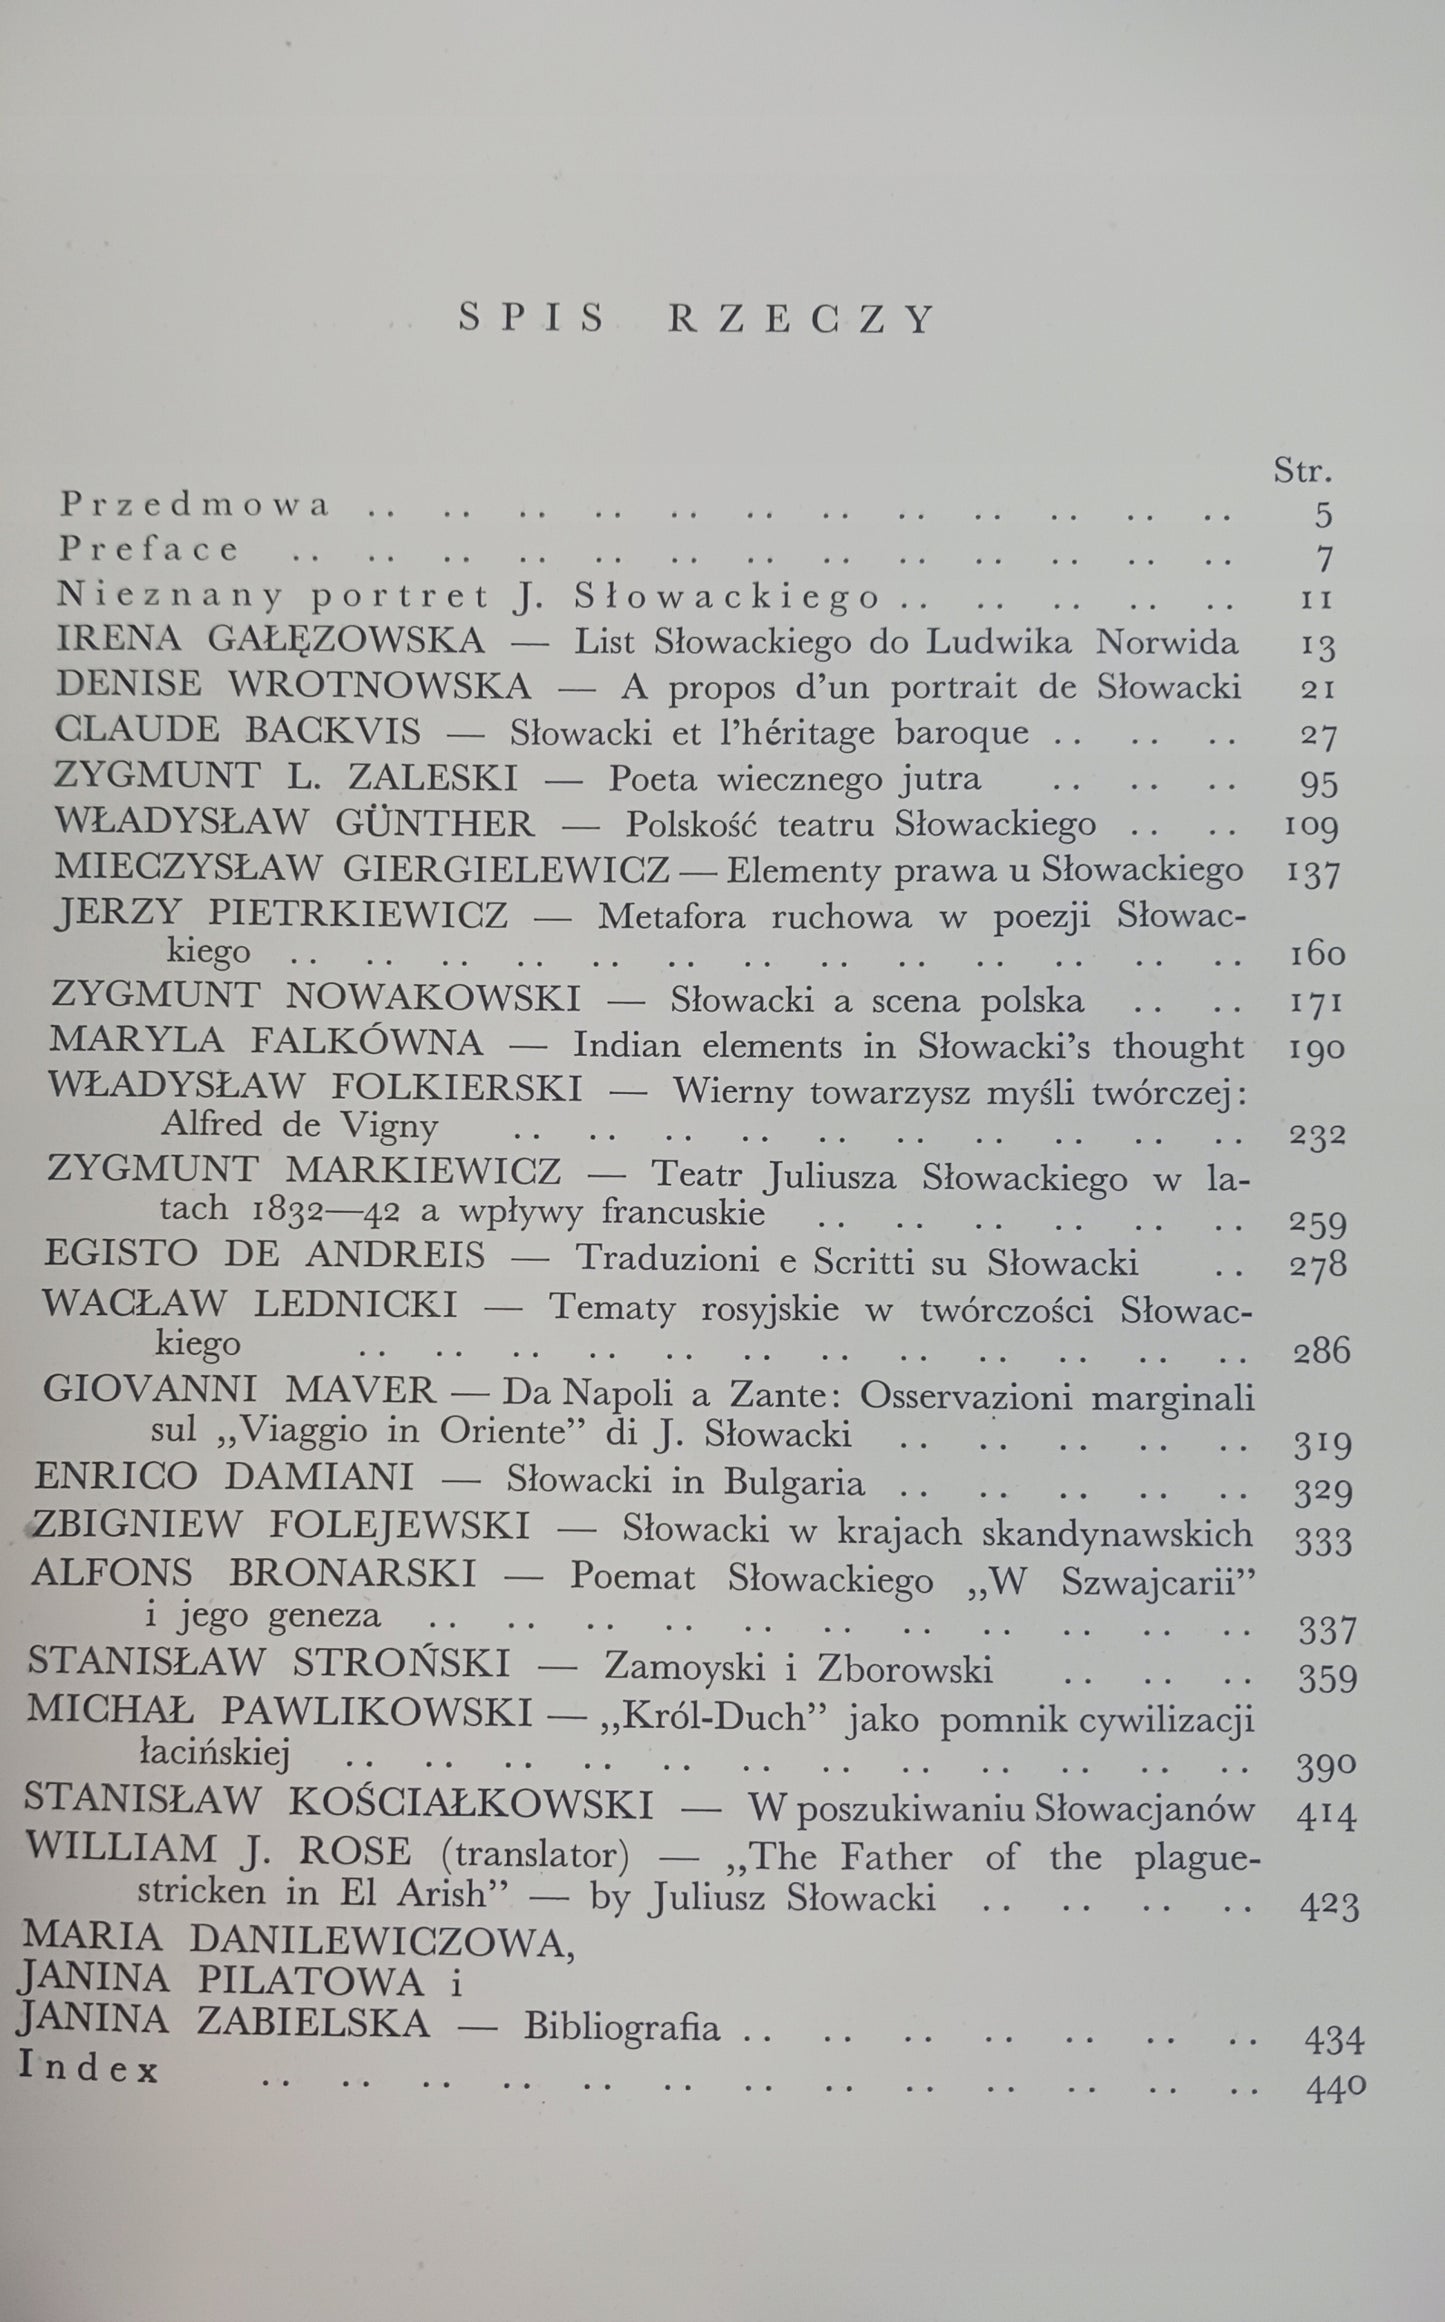 SPIS RZECZY
Str.
Przedmowa .. .. .. .. .. .. .. .. .. .. .. .. 5
Preface .. .. .. .. .. .. .. .. .. .. .. .. .. 7
Nieznany portret J. Słowackiego .. .. .. .. .. 11
IRENA GAŁĘZOWSKA — List Słowackiego do Ludwika Norwida 13
DENISE WROTNOWSKA — A propos d'un portrait de Słowacki 21
CLAUDE BACKVIS — Słowacki et l'héritage baroque .. .. .. 27
ZYGMUNT L. ZALESKI — Poeta wiecznego jutra .. .. .. 95
WŁADYSŁAW GÜNTHER — Polskość teatru Słowackiego .. .. 109
MIECZYSŁAW GIERGIELEWICZ — Elementy prawa u Słowackiego 137
JERZY PIETRKIEWICZ — Metafora ruchowa w poezji Słowac-
kiego .. .. .. .. .. .. .. .. .. .. .. .. .. 160
ZYGMUNT NOWAKOWSKI — Słowacki a scena polska .. .. 171
MARYLA FALKÓWNA — Indian elements in Słowacki's thought 190
WŁADYSŁAW FOLKIERSKI — Wierny towarzysz myśli twórczej:
Alfred de Vigny .. .. .. .. .. .. .. .. .. .. 232
ZYGMUNT MARKIEWICZ — Teatr Juliusza Słowackiego w la-
tach 1832—42 a wpływy francuskie .. .. .. .. .. .. 259
EGISTO DE ANDREIS — Traduzioni e Scritti su Słowacki .. 278
WACŁAW LEDNICKI — Tematy rosyjskie w twórczości Słowac-
kiego .. .. .. .. .. .. .. .. .. .. .. .. 286
GIOVANNI MAVER — Da Napoli a Zante: Osservazioni marginali
sul „Viaggio in Oriente” di J. Słowacki .. .. .. .. .. 319
ENRICO DAMIANI — Słowacki in Bulgaria .. .. .. .. .. 329
ZBIGNIEW FOLEJEWSKI — Słowacki w krajach skandynawskich 333
ALFONS BRONARSKI — Poemat Słowackiego „W Szwajcarii”
i jego geneza .. .. .. .. .. .. .. .. .. .. .. 337
STANISŁAW STROŃSKI — Zamoyski i Zborowski .. .. .. 359
MICHAŁ PAWLIKOWSKI — „Król-Duch” jako pomnik cywilizacji
łacińskiej .. .. .. .. .. .. .. .. .. .. .. .. 390
STANISŁAW KOŚCIAŁKOWSKI — W poszukiwaniu Słowacjanów 414
WILLIAM J. ROSE (translator) — „The Father of the plague-
stricken in El Arish” — by Juliusz Słowacki .. .. .. .. 423
MARIA DANILEWICZOWA,
JANINA PILATOWA i
JANINA ZABIELSKA — Bibliografia .. .. .. .. .. .. .. 434
Index .. .. .. .. .. .. .. .. .. .. .. .. .. 440